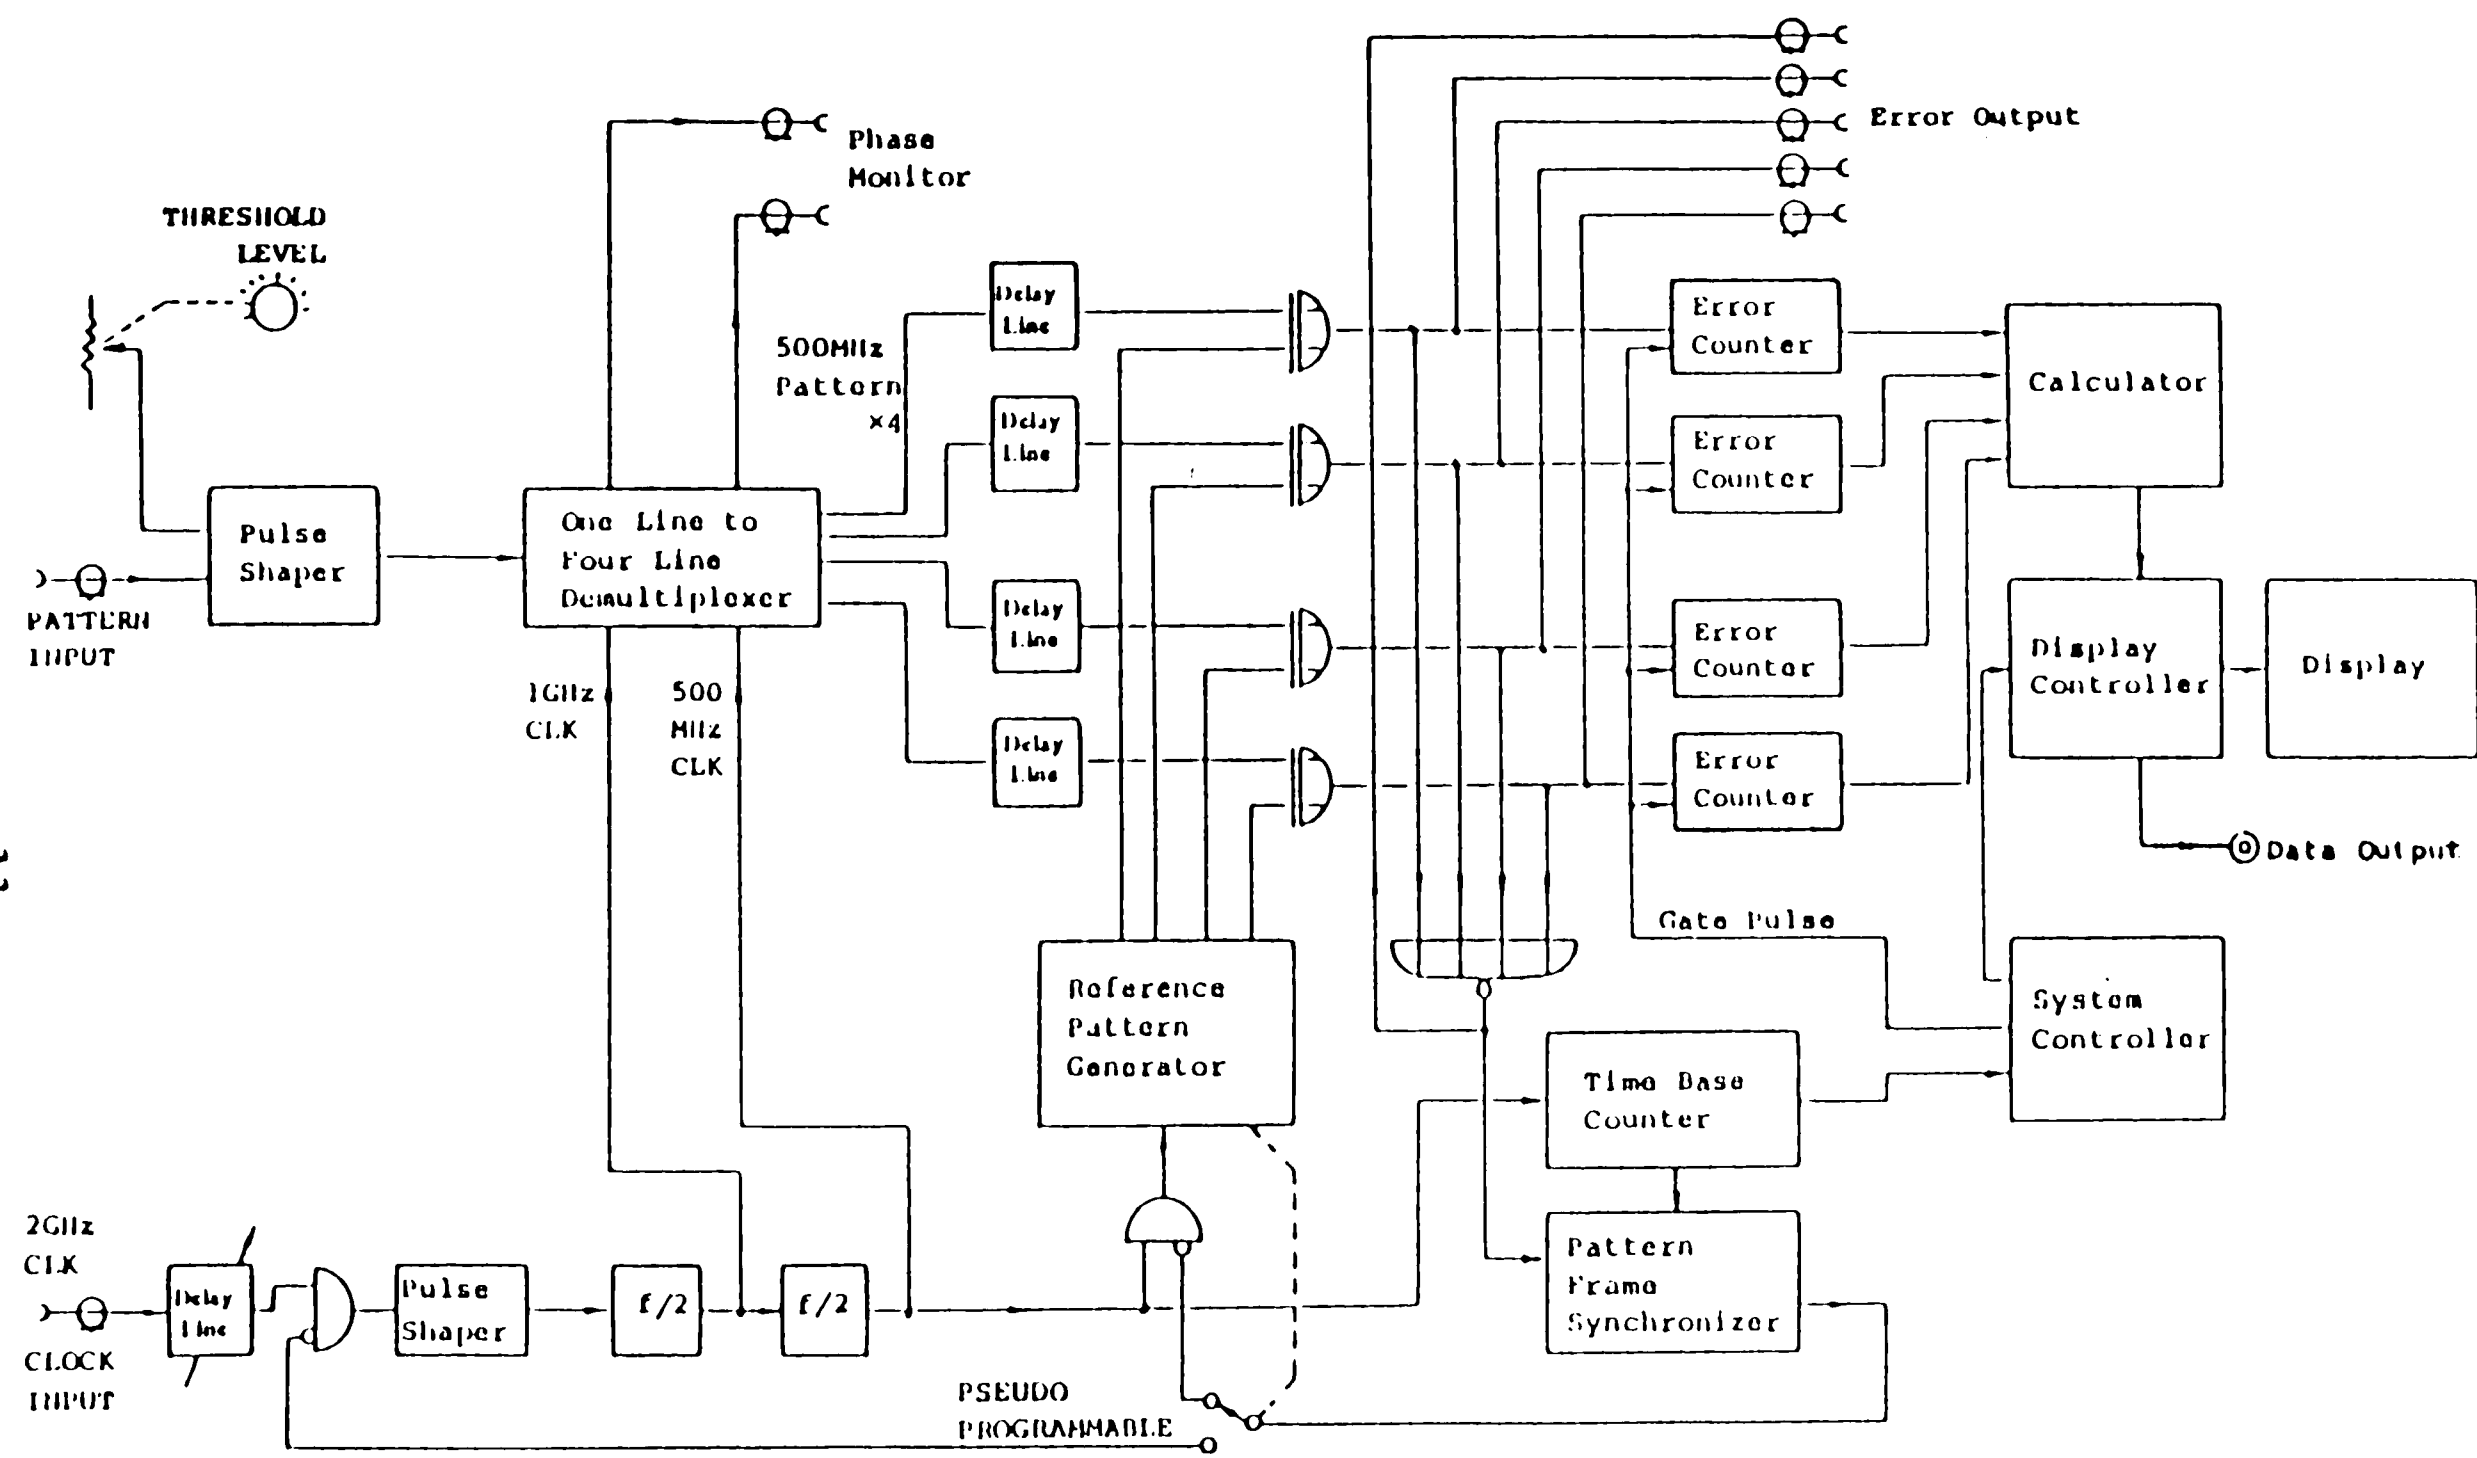 Error Output
Phase
Monitor
THRESHOLD
LEVEL
500MHz
Pattern
×4
Delay
Line
Delay
Line
Delay
Line
Delay
Line
Error
Counter
Error
Counter
Error
Counter
Error
Counter
Calculator
Pulse
Shaper
One Line to
Four Line
Demultiplexer
PATTERN
INPUT
1GHz
CLK
500
MHz
CLK
Display
Controller
Display
Data Output
Gate Pulse
Reference
Pattern
Generator
System
Controller
Time Base
Counter
2GHz
CLK
Delay
Line
CLOCK
INPUT
Pulse
Shaper
f/2
f/2
Pattern
Frame
Synchronizer
PSEUDO
PROGRAMMABLE